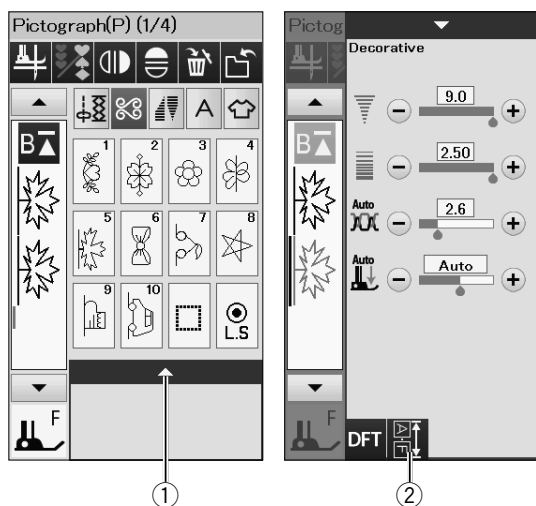 Pictograph(P) (1/4)
A
B
1
2
3
4
5
6
7
8
9
10
L.S
F
①
Pictog
Decorative
B
9.0
2.50
Auto
2.6
Auto
Auto
F
DFT
A
F
②